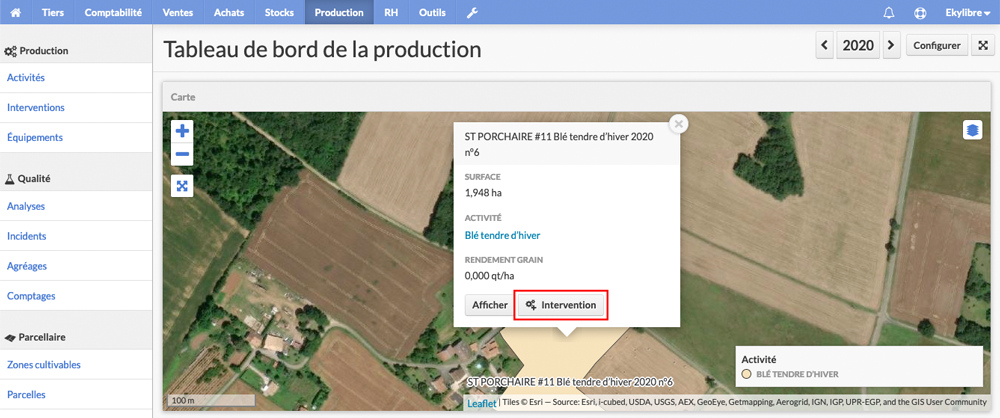 Tiers Comptabilité Ventes Achats Stocks Production RH Outils Ekylibre
Production
Activités
Interventions
Équipements
Qualité
Analyses
Incidents
Agréages
Comptages
Parcellaire
Zones cultivables
Parcelles
Tableau de bord de la production
2020
Configurer
Carte
ST PORCHAIRE #11 Blé tendre d'hiver 2020
n°6
SURFACE
1,948 ha
ACTIVITÉ
Blé tendre d'hiver
RENDEMENT GRAIN
0,000 qt/ha
Afficher Intervention
ST PORCHAIRE #11 Blé tendre d'hiver 2020 n°6
Activité
BLÉ TENDRE D'HIVER
100 m
Leaflet | Tiles © Esri — Source: Esri, i-cubed, USDA, USGS, AEX, GeoEye, Getmapping, Aerogrid, IGN, IGP, UPR-EGP, and the GIS User Community